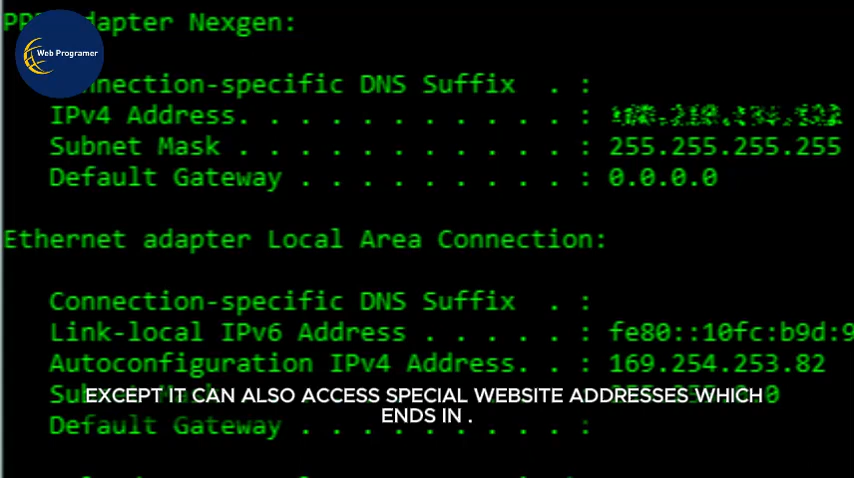 Web Programer
adapter Nexgen:
Connection-specific DNS Suffix . :
IPv4 Address. . . . . . . . . . . :
Subnet Mask . . . . . . . . . . . : 255.255.255.255
Default Gateway . . . . . . . . . : 0.0.0.0
Ethernet adapter Local Area Connection:
Connection-specific DNS Suffix . :
Link-local IPv6 Address . . . . . : fe80::10fc:b9d:9
Autoconfiguration IPv4 Address. . : 169.254.253.82
EXCEPT IT CAN ALSO ACCESS SPECIAL WEBSITE ADDRESSES WHICH
ENDS IN .
Default Gateway . . . . . . . . . :